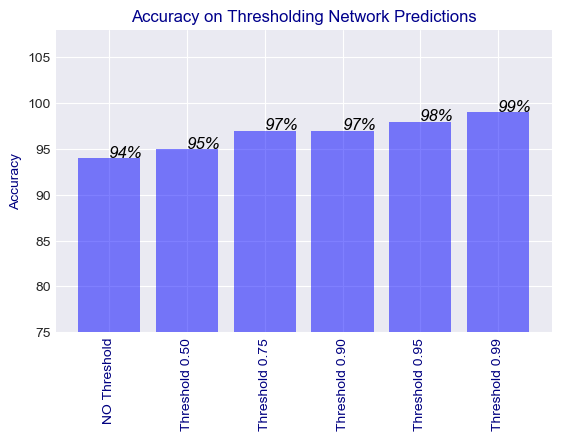 Accuracy on Thresholding Network Predictions
Accuracy
105
100
95
90
85
80
75
94%
95%
97%
97%
98%
99%
NO Threshold
Threshold 0.50
Threshold 0.75
Threshold 0.90
Threshold 0.95
Threshold 0.99